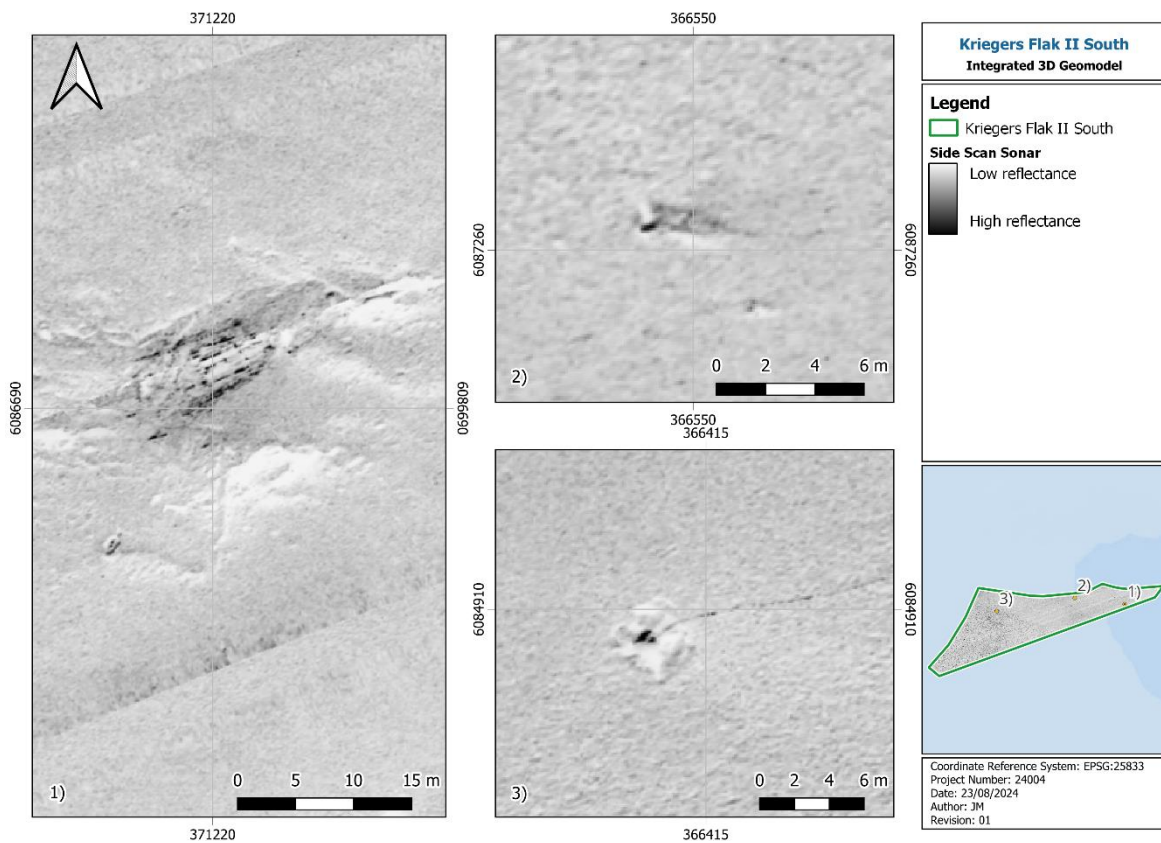 371220
366550
6086690
6086690
1)
0 5 10 15 m
371220
6087260
6087260
2)
0 2 4 6 m
366550
366415
6084910
6084910
3)
0 2 4 6 m
366415
Kriegers Flak II South
Integrated 3D Geomodel
Legend
Kriegers Flak II South
Side Scan Sonar
Low reflectance
High reflectance
3)
2)
1)
Coordinate Reference System: EPSG:25833
Project Number: 24004
Date: 23/08/2024
Author: JM
Revision: 01